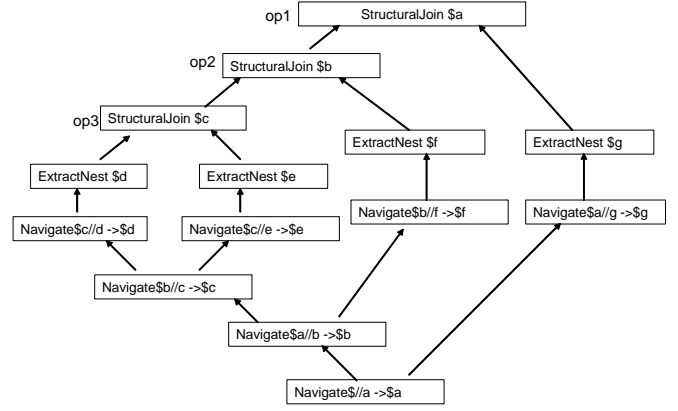 op1 StructuralJoin $a
op2 StructuralJoin $b
op3 StructuralJoin $c
ExtractNest $f
ExtractNest $g
ExtractNest $d
ExtractNest $e
Navigate$b//f ->$f
Navigate$a//g ->$g
Navigate$c//d ->$d
Navigate$c//e ->$e
Navigate$b//c ->$c
Navigate$a//b ->$b
Navigate$//a ->$a